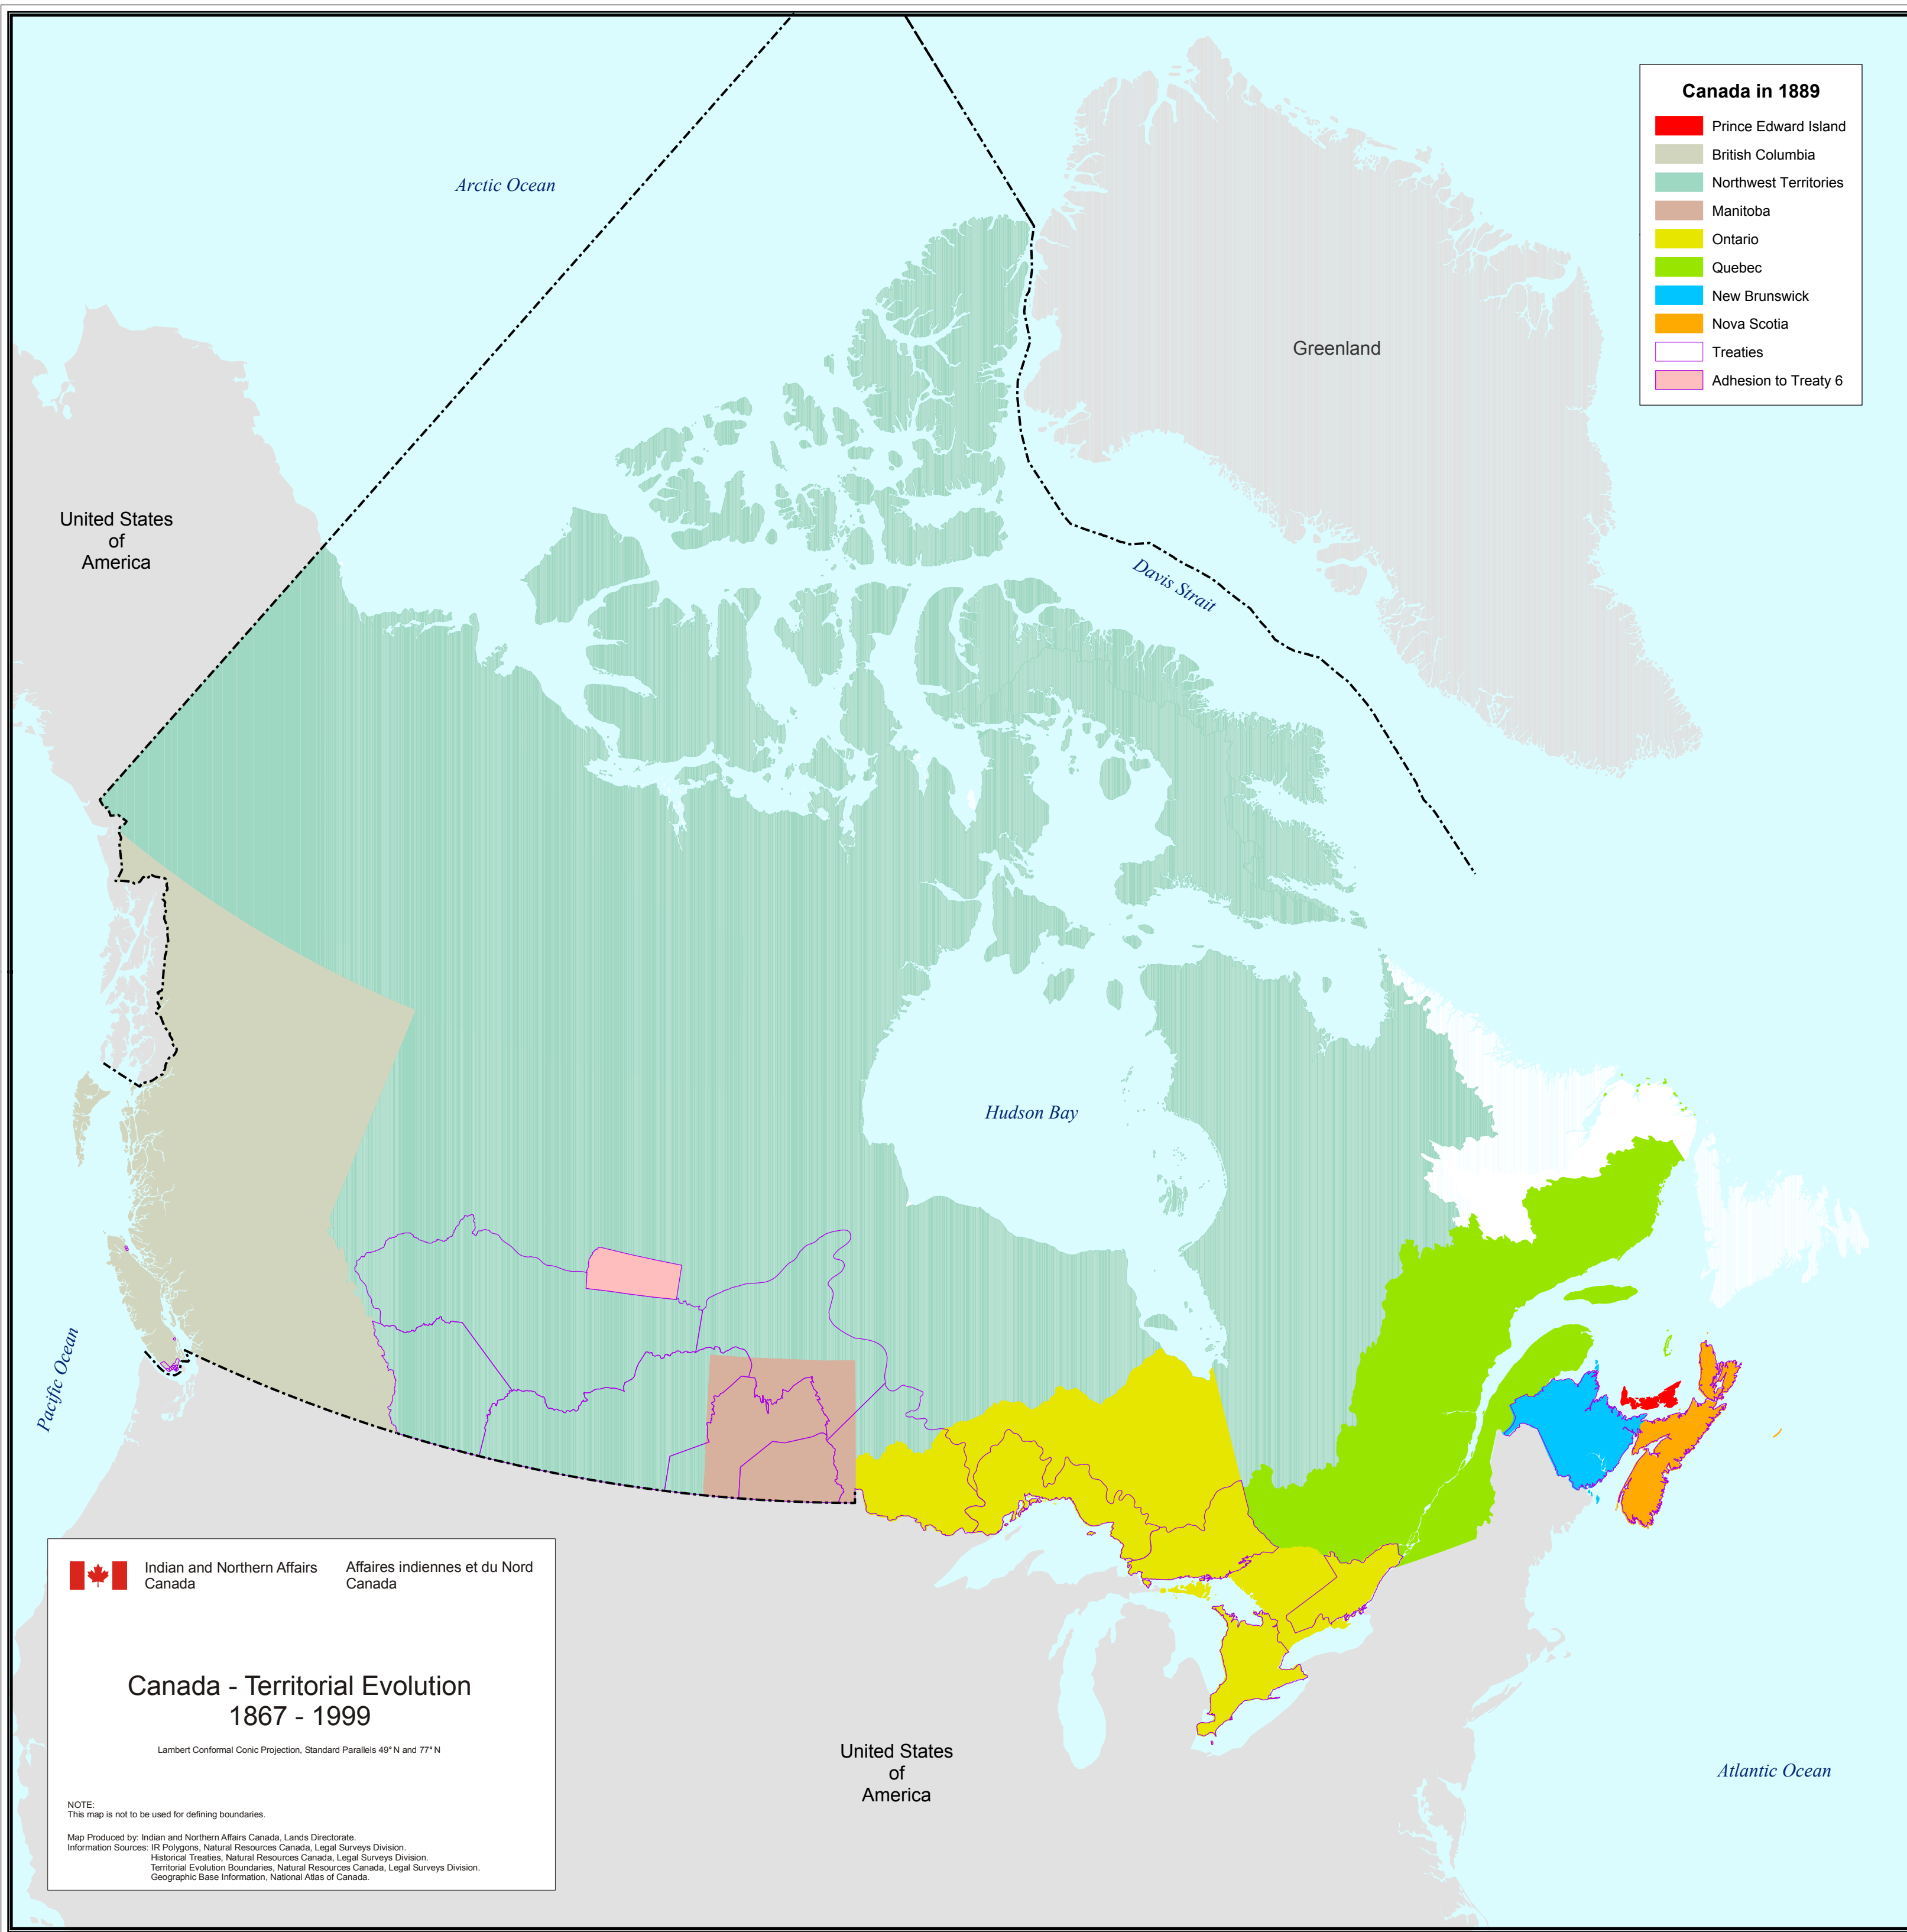 Canada in 1889
Prince Edward Island
British Columbia
Northwest Territories
Manitoba
Ontario
Quebec
New Brunswick
Nova Scotia
Treaties
Adhesion to Treaty 6
Arctic Ocean
Greenland
United States
of
America
Davis Strait
Hudson Bay
Pacific Ocean
United States
of
America
Atlantic Ocean
Indian and Northern Affairs
Canada
Affaires indiennes et du Nord
Canada
Canada - Territorial Evolution
1867 - 1999
Lambert Conformal Conic Projection, Standard Parallels 49° N and 77° N
NOTE:
This map is not to be used for defining boundaries.
Map Produced by: Indian and Northern Affairs Canada, Lands Directorate.
Information Sources: IR Polygons, Natural Resources Canada, Legal Surveys Division.
Historical Treaties, Natural Resources Canada, Legal Surveys Division.
Territorial Evolution Boundaries, Natural Resources Canada, Legal Surveys Division.
Geographic Base Information, National Atlas of Canada.